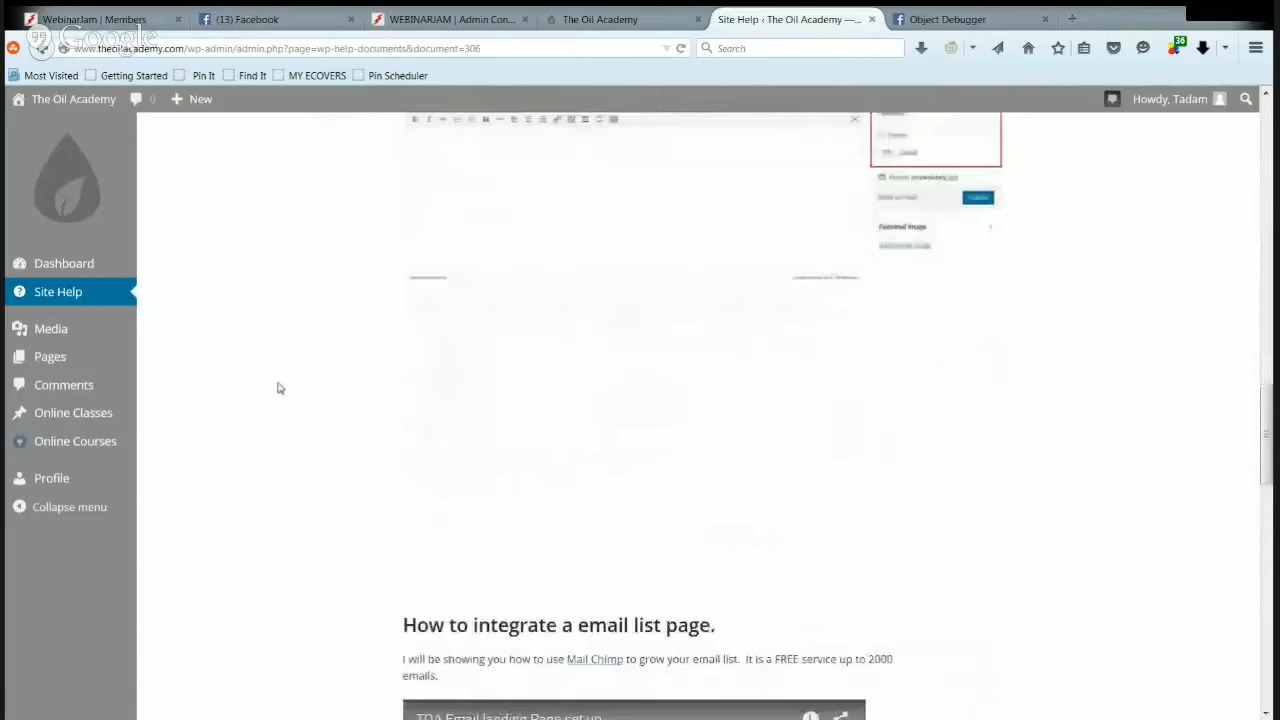 WebinarJam | Members
(13) Facebook
WEBINARJAM | Admin Con...
The Oil Academy
Site Help ‹ The Oil Academy —...
Object Debugger
Google
www.theoilacademy.com/wp-admin/admin.php?page=wp-help-documents&document=306
Search
36
Most Visited
Getting Started
Pin It
Find It
MY ECOVERS
Pin Scheduler
The Oil Academy
0
New
Howdy, Tadam
Publish
Featured Image
Dashboard
Site Help
Media
Pages
Comments
Online Classes
Online Courses
Profile
Collapse menu
How to integrate a email list page.
I will be showing you how to use Mail Chimp to grow your email list. It is a FREE service up to 2000
emails.
TOA Email landing Page set up